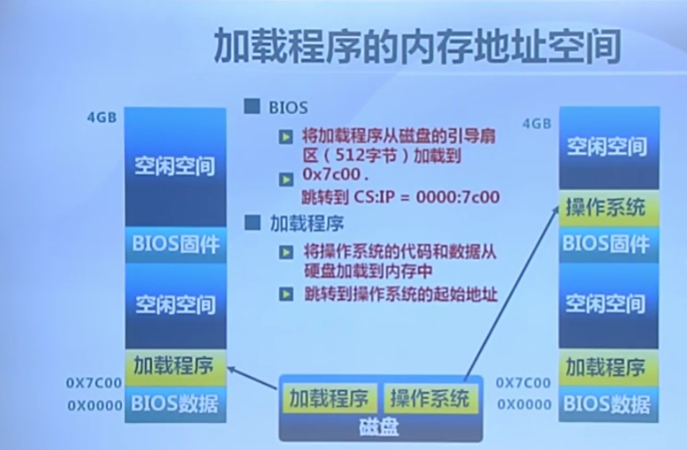 加载程序的内存地址空间
4GB
空闲空间
BIOS固件
空闲空间
加载程序
0X7C00
0X0000
BIOS数据
BIOS
将加载程序从磁盘的引导扇
区（512字节）加载到
0x7c00 .
跳转到 CS:IP = 0000:7c00
加载程序
将操作系统的代码和数据从
硬盘加载到内存中
跳转到操作系统的起始地址
加载程序
操作系统
磁盘
4GB
空闲空间
操作系统
BIOS固件
空闲空间
加载程序
0X7C00
0X0000
BIOS数据